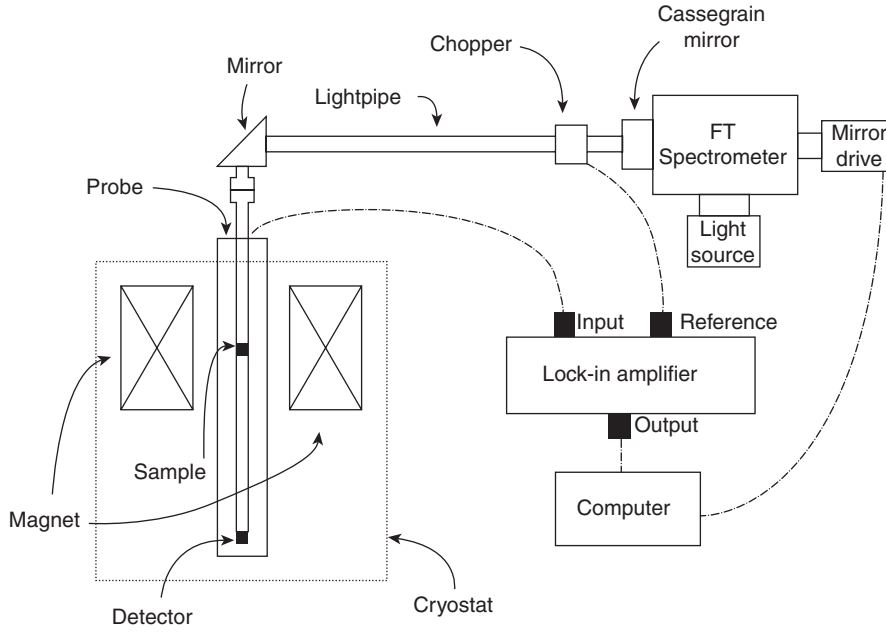 Cassegrain
mirror
Chopper
Mirror
Lightpipe
FT
Spectrometer
Mirror
drive
Probe
Light
source
Input
Reference
Lock-in amplifier
Output
Sample
Computer
Magnet
Detector
Cryostat